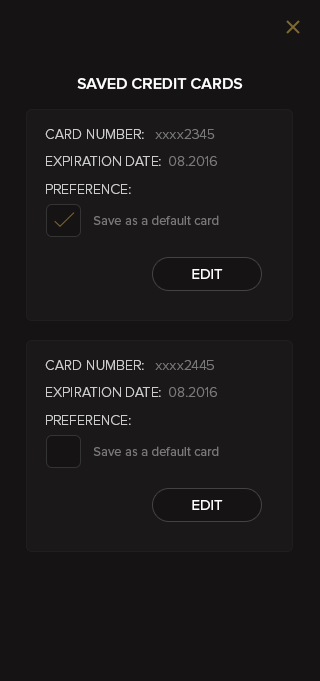 SAVED CREDIT CARDS
CARD NUMBER: xxxx2345
EXPIRATION DATE: 08.2016
PREFERENCE:
Save as a default card
EDIT
CARD NUMBER: xxxx2445
EXPIRATION DATE: 08.2016
PREFERENCE:
Save as a default card
EDIT